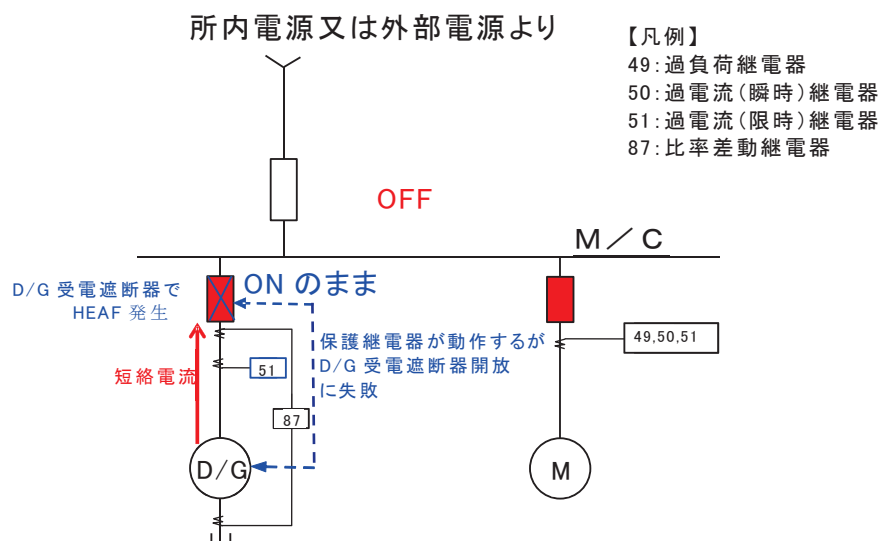 所内電源又は外部電源より
【凡例】
49:過負荷継電器
50:過電流(瞬時)継電器
51:過電流(限時)継電器
87:比率差動継電器
OFF
M/C
D/G 受電遮断器で
HEAF 発生
ON のまま
保護継電器が動作するが
D/G 受電遮断器開放
に失敗
49,50,51
短絡電流
51
87
D/G
M